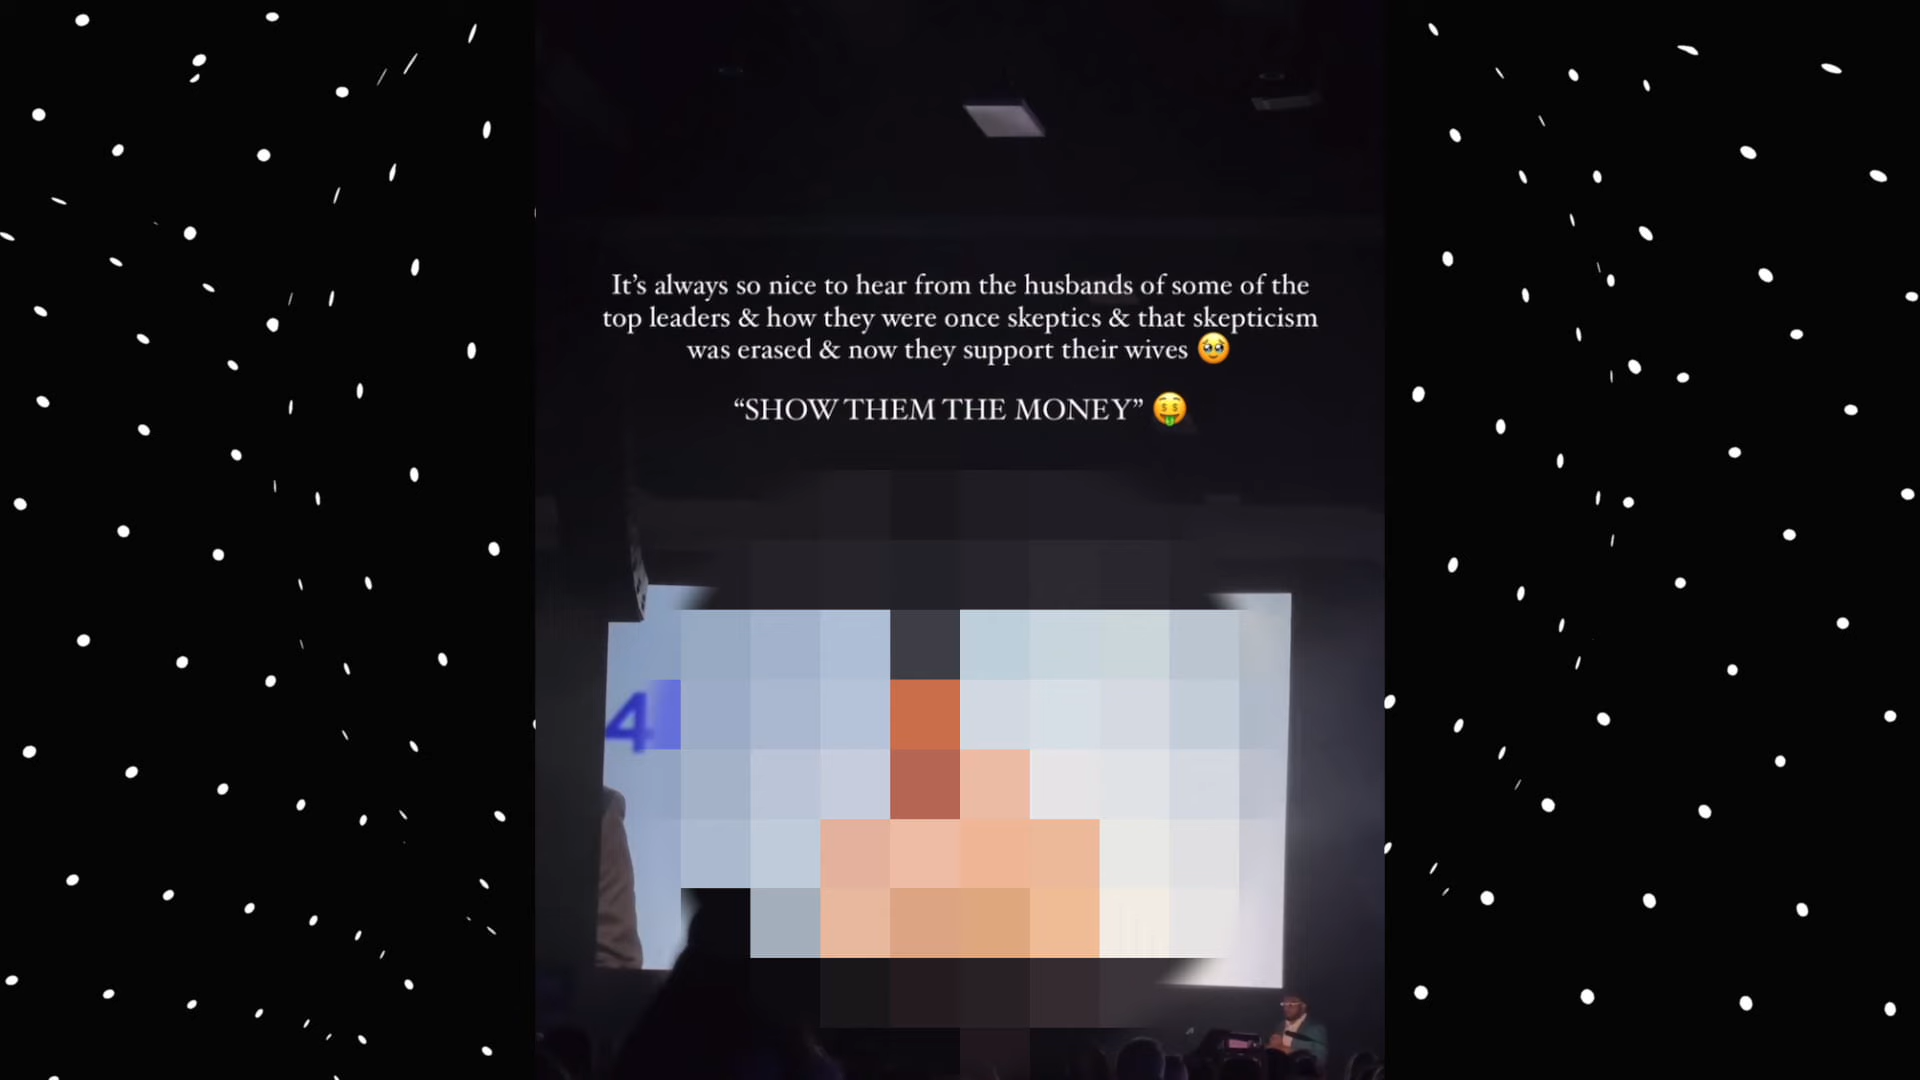 It’s always so nice to hear from the husbands of some of the
top leaders & how they were once skeptics & that skepticism
was erased & now they support their wives 🥹
“SHOW THEM THE MONEY” 🤑
4